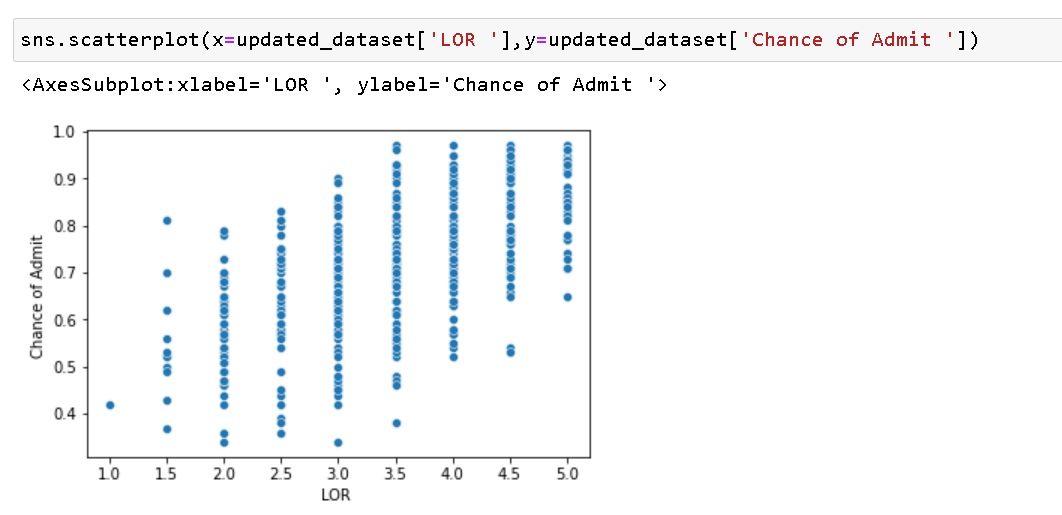 sns.scatterplot(x=updated_dataset['LOR '],y=updated_dataset['Chance of Admit '])
<AxesSubplot:xlabel='LOR ', ylabel='Chance of Admit '>
1.0
0.9
0.8
0.7
0.6
0.5
0.4
Chance of Admit
1.0 1.5 2.0 2.5 3.0 3.5 4.0 4.5 5.0
LOR